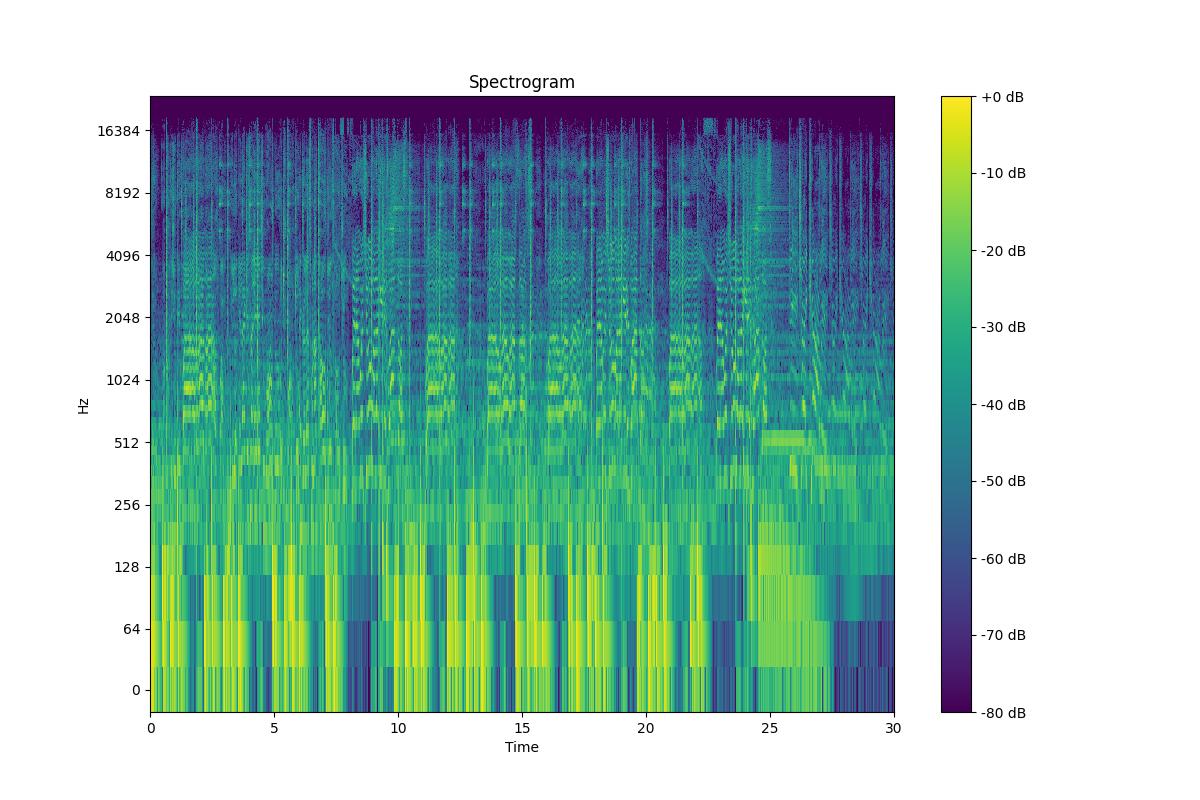 Spectrogram
Hz
16384
8192
4096
2048
1024
512
256
128
64
0
0 5 10 15 20 25 30
Time
+0 dB
-10 dB
-20 dB
-30 dB
-40 dB
-50 dB
-60 dB
-70 dB
-80 dB